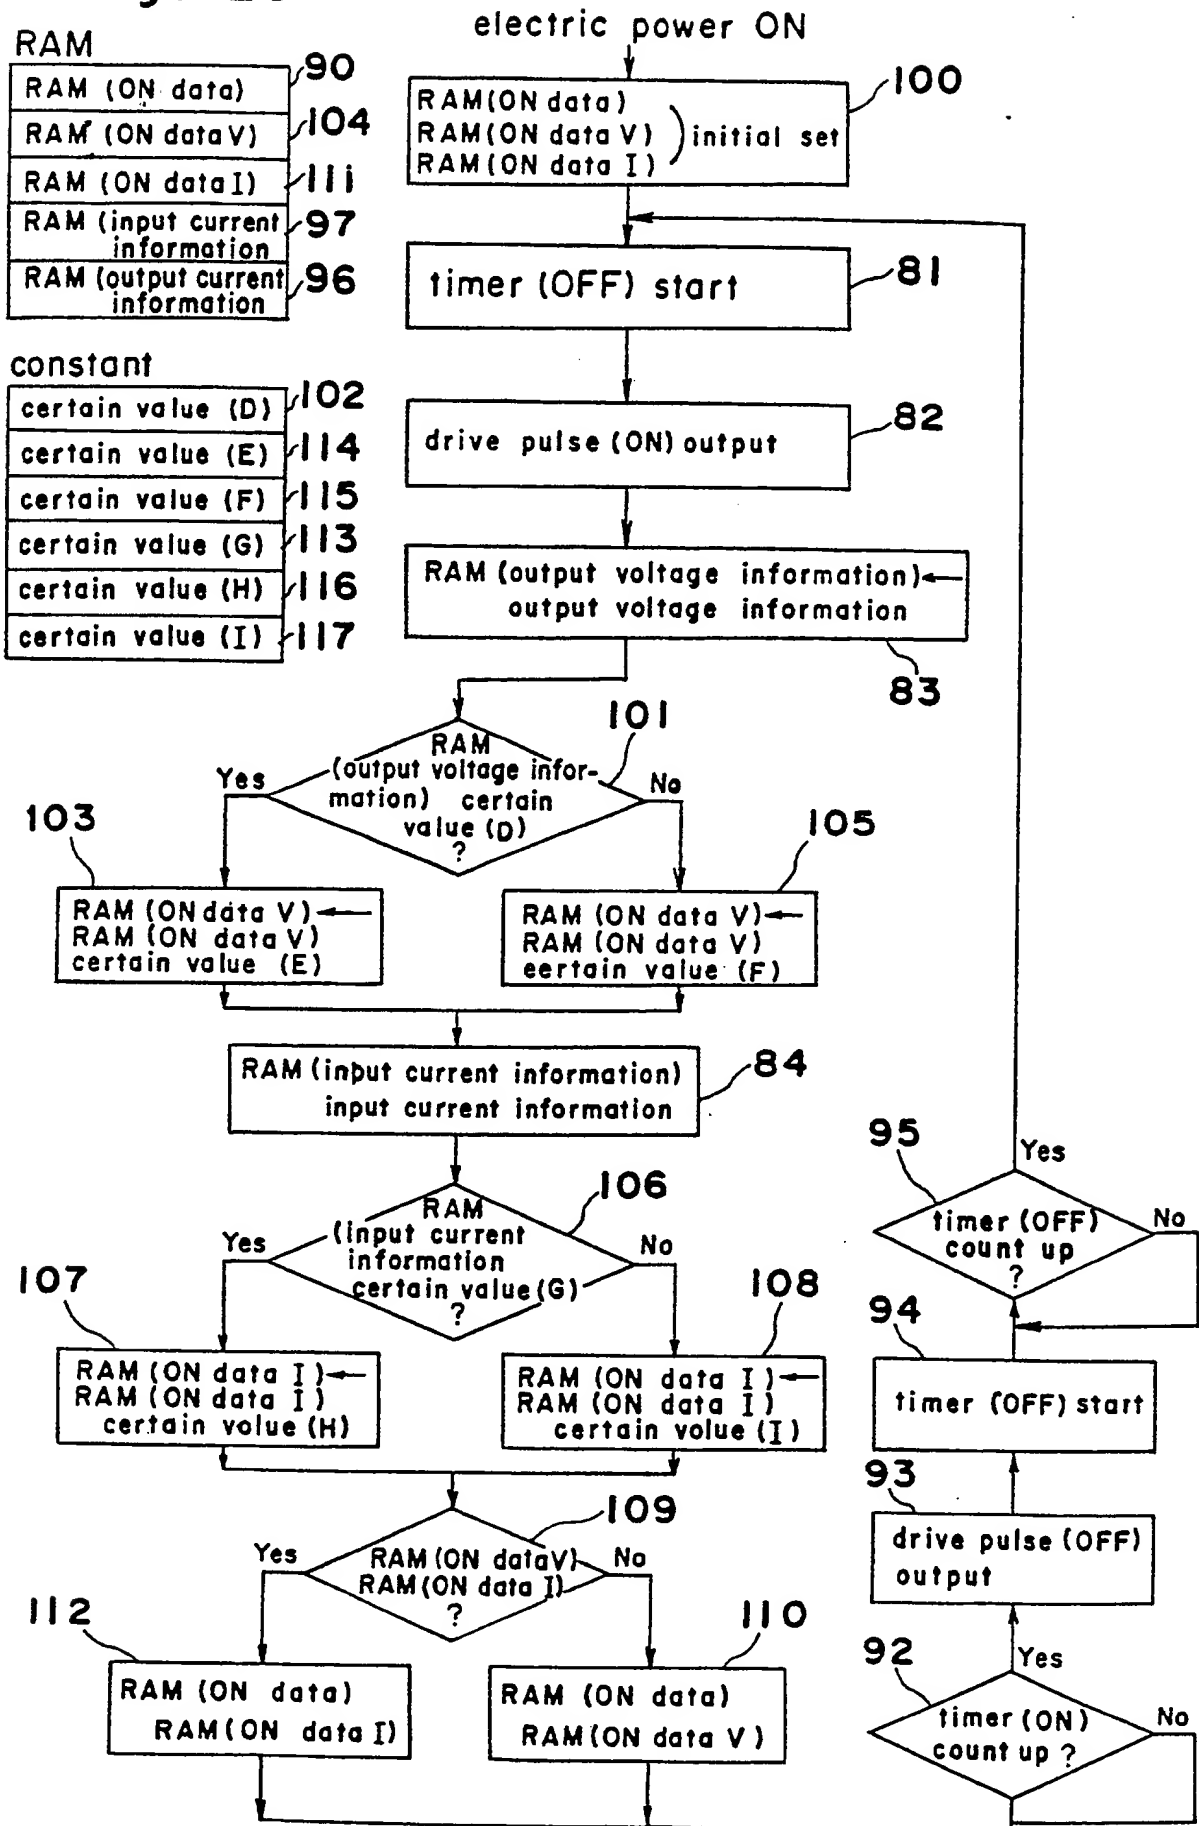 electric power ON
RAM
RAM (ON data)
90
RAM (ON data V)
104
RAM (ON data I)
111
RAM (input current
information
97
RAM (output current
information
96
constant
certain value (D)
102
certain value (E)
114
certain value (F)
115
certain value (G)
113
certain value (H)
116
certain value (I)
117
RAM(ON data)
RAM(ON data V)
RAM(ON data I)
initial set
100
timer (OFF) start
81
drive pulse (ON) output
82
RAM (output voltage information)←
output voltage information
83
101
RAM
(output voltage infor-
mation) certain
value (D)
?
Yes
No
103
RAM (ON data V)←
RAM (ON data V)
certain value (E)
105
RAM (ON data V)←
RAM (ON data V)
eertain value (F)
RAM (input current information)
input current information
84
106
RAM
(input current
information
certain value (G)
?
Yes
No
107
RAM (ON data I)←
RAM (ON data I)
certain volue (H)
108
RAM (ON data I)←
RAM (ON data I)
certain volue (I)
109
RAM (ON data V)
RAM (ON data I)
?
Yes
No
112
RAM (ON data)
RAM(ON data I)
110
RAM (ON data)
RAM(ON data V)
95
Yes
timer (OFF)
count up
?
No
94
timer (OFF) start
93
drive pulse (OFF)
output
92
Yes
timer (ON)
count up ?
No